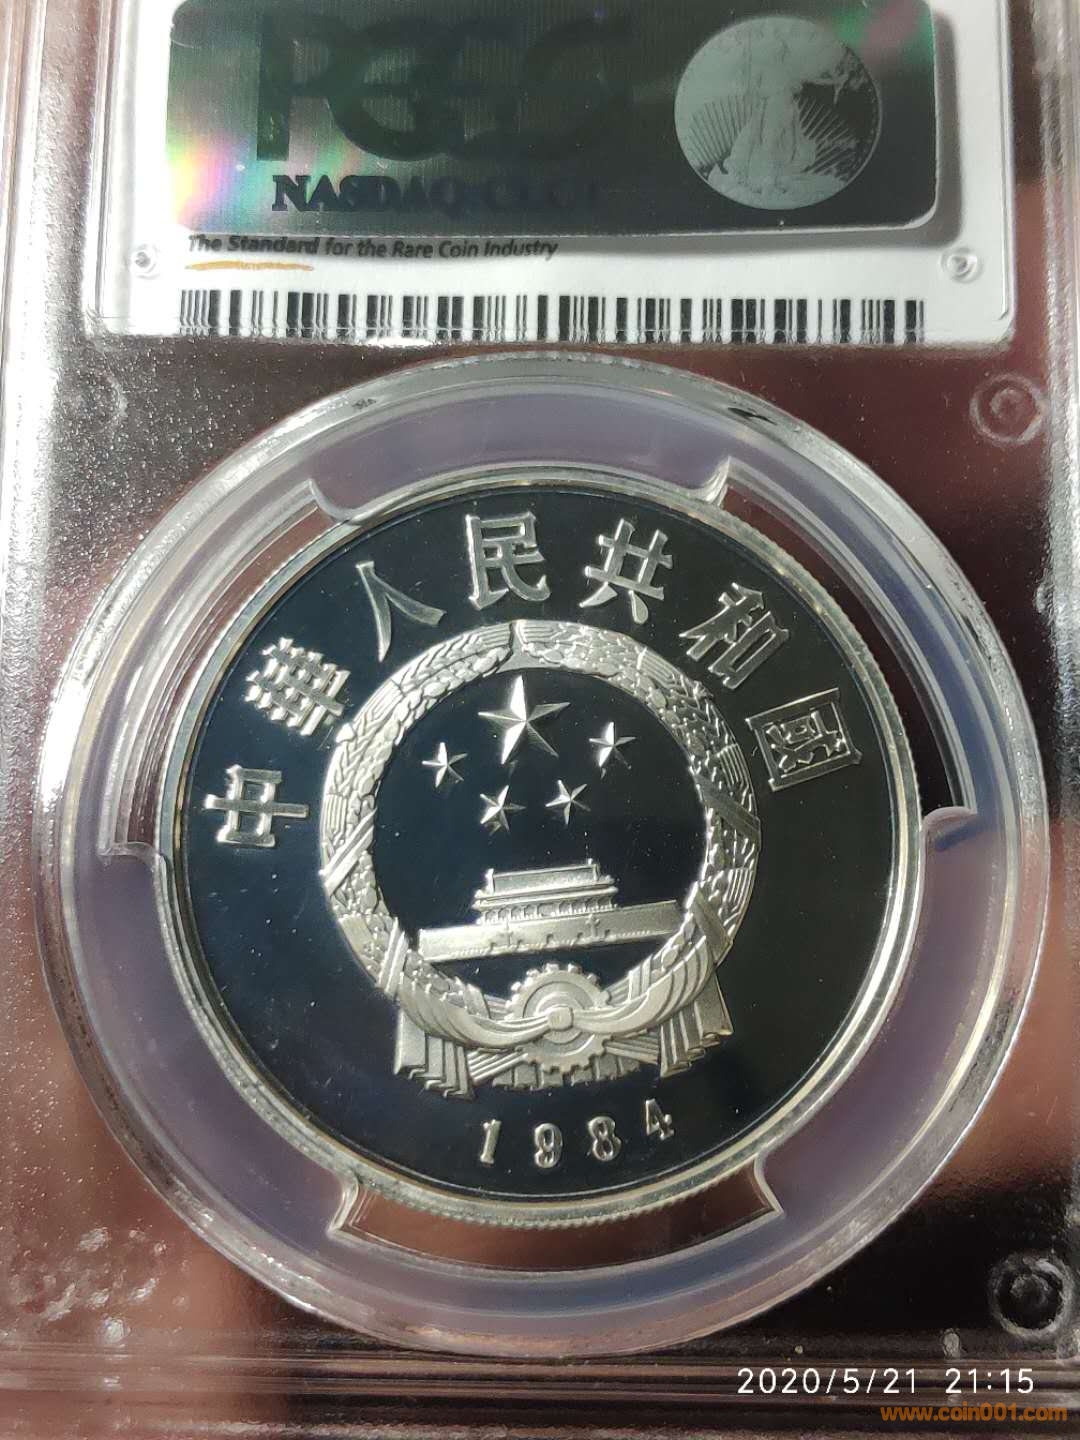 PCGS
NASDAQ:CLCT
The Standard for the Rare Coin Industry
中華人民共和國
1984
2020/5/21 21:15
www.coin001.com